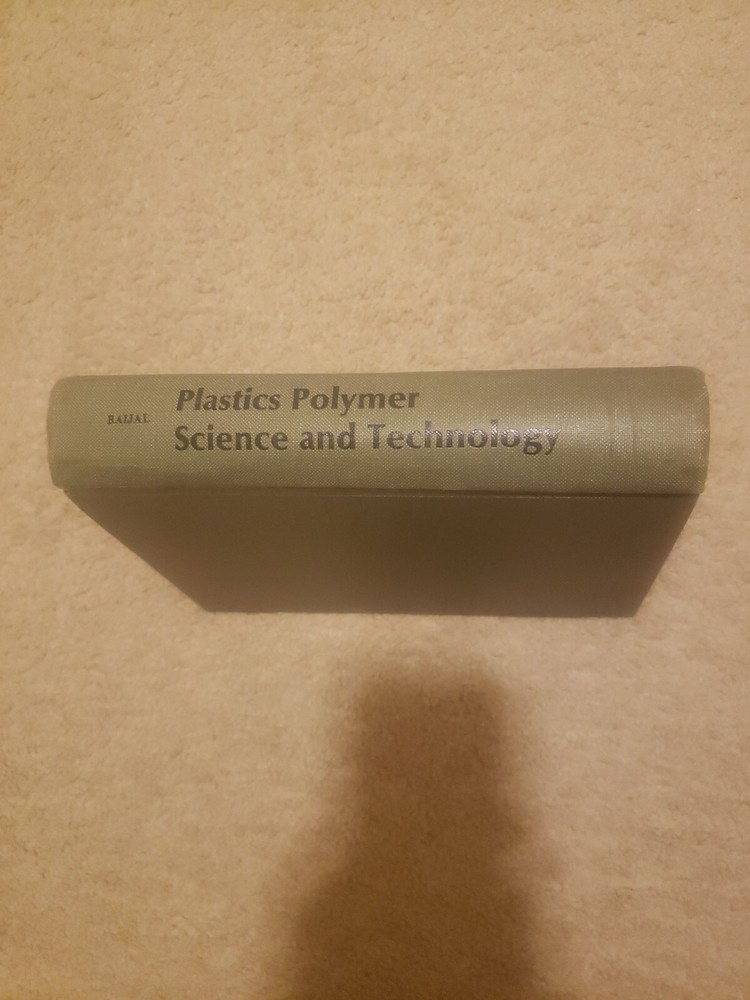 BAIJAL
Plastics Polymer
Science and Technology